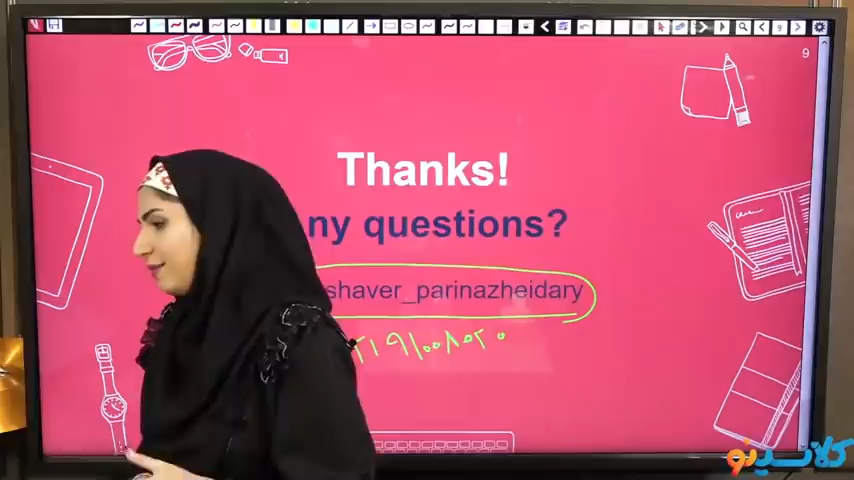 9
Thanks!
ny questions?
shaver_parinazheidary
کلاسینو